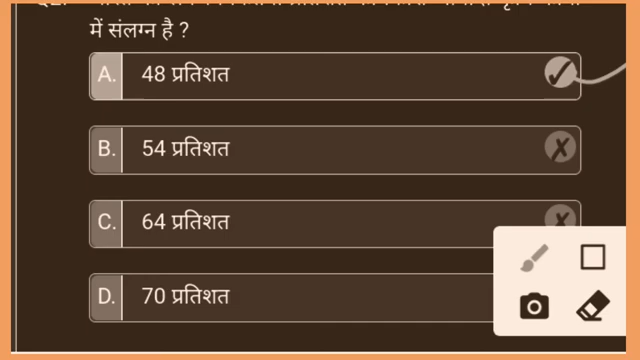 में संलग्न है ?
A. 48 प्रतिशत
B. 54 प्रतिशत
C. 64 प्रतिशत
D. 70 प्रतिशत